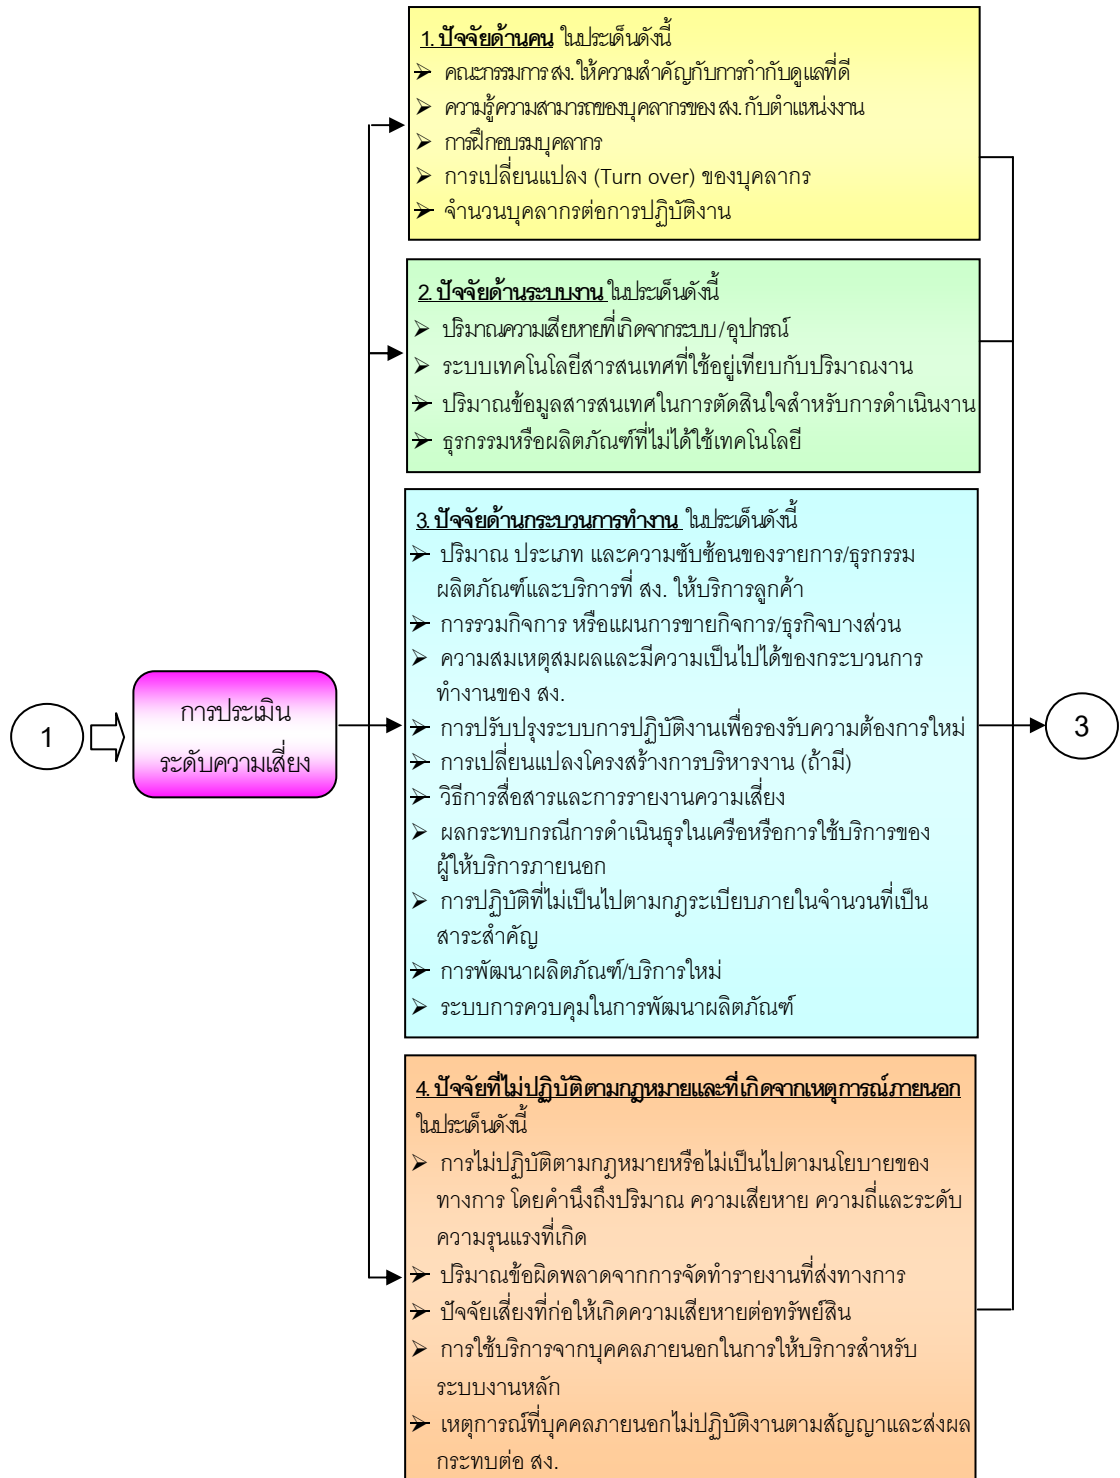 1. ปัจจัยด้านคน ในประเด็นดังนี้
➢ คณะกรรมการ สง. ให้ความสำคัญกับการกำกับดูแลที่ดี
➢ ความรู้ความสามารถของบุคลากรของ สง. กับตำแหน่งงาน
➢ การฝึกอบรมบุคลากร
➢ การเปลี่ยนแปลง (Turn over) ของบุคลากร
➢ จำนวนบุคลากรต่อการปฏิบัติงาน
2. ปัจจัยด้านระบบงาน ในประเด็นดังนี้
➢ ปริมาณความเสียหายที่เกิดจากระบบ/อุปกรณ์
➢ ระบบเทคโนโลยีสารสนเทศที่ใช้อยู่เทียบกับปริมาณงาน
➢ ปริมาณข้อมูลสารสนเทศในการตัดสินใจสำหรับการดำเนินงาน
➢ ธุรกรรมหรือผลิตภัณฑ์ที่ไม่ได้ใช้เทคโนโลยี
1
การประเมิน
ระดับความเสี่ยง
3. ปัจจัยด้านกระบวนการทำงาน ในประเด็นดังนี้
➢ ปริมาณ ประเภท และความซับซ้อนของรายการ/ธุรกรรม
ผลิตภัณฑ์และบริการที่ สง. ให้บริการลูกค้า
➢ การรวมกิจการ หรือแผนการขายกิจการ/ธุรกิจบางส่วน
➢ ความสมเหตุสมผลและมีความเป็นไปได้ของกระบวนการ
ทำงานของ สง.
➢ การปรับปรุงระบบการปฏิบัติงานเพื่อรองรับความต้องการใหม่
➢ การเปลี่ยนแปลงโครงสร้างการบริหารงาน (ถ้ามี)
➢ วิธีการสื่อสารและการรายงานความเสี่ยง
➢ ผลกระทบกรณีการดำเนินธุรในเครือหรือการใช้บริการของ
ผู้ให้บริการภายนอก
➢ การปฏิบัติที่ไม่เป็นไปตามกฎระเบียบภายในจำนวนที่เป็น
สาระสำคัญ
➢ การพัฒนาผลิตภัณฑ์/บริการใหม่
➢ ระบบการควบคุมในการพัฒนาผลิตภัณฑ์
3
4. ปัจจัยที่ไม่ปฏิบัติตามกฎหมายและที่เกิดจากเหตุการณ์ภายนอก
ในประเด็นดังนี้
➢ การไม่ปฏิบัติตามกฎหมายหรือไม่เป็นไปตามนโยบายของ
ทางการ โดยคำนึงถึงปริมาณ ความเสียหาย ความถี่และระดับ
ความรุนแรงที่เกิด
➢ ปริมาณข้อผิดพลาดจากการจัดทำรายงานที่ส่งทางการ
➢ ปัจจัยเสี่ยงที่ก่อให้เกิดความเสียหายต่อทรัพย์สิน
➢ การใช้บริการจากบุคคลภายนอกในการให้บริการสำหรับ
ระบบงานหลัก
➢ เหตุการณ์ที่บุคคลภายนอกไม่ปฏิบัติงานตามสัญญาและส่งผล
กระทบต่อ สง.